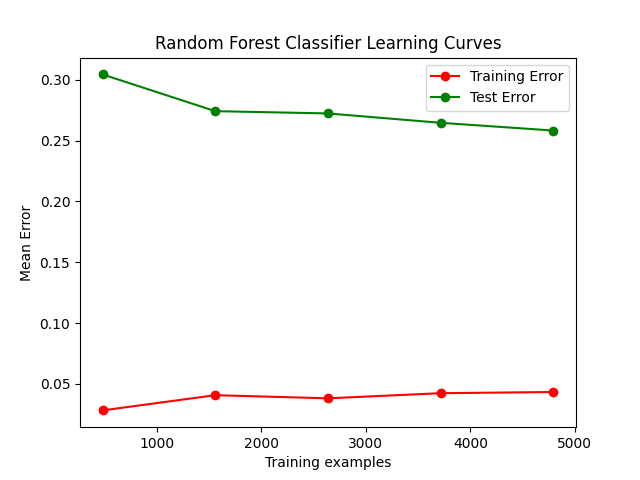 Random Forest Classifier Learning Curves
Training Error
Test Error
0.30
0.25
0.20
0.15
0.10
0.05
Mean Error
1000 2000 3000 4000 5000
Training examples